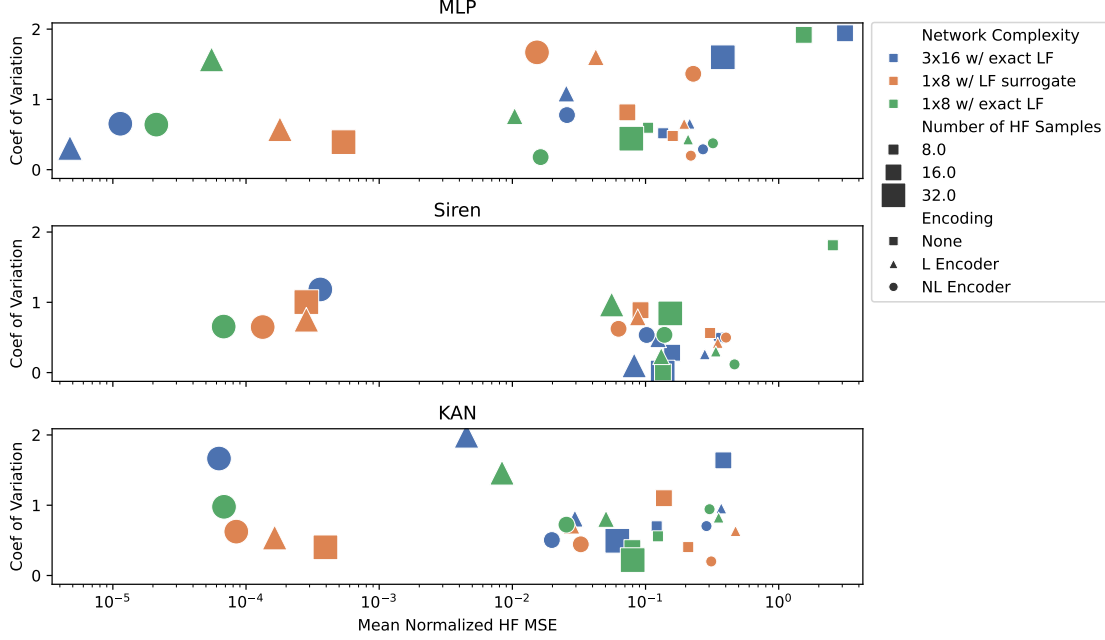 MLP
2
1
0
Coef of Variation
Siren
2
1
0
Coef of Variation
KAN
2
1
0
Coef of Variation
10⁻⁵ 10⁻⁴ 10⁻³ 10⁻² 10⁻¹ 10⁰
Mean Normalized HF MSE
Network Complexity
3x16 w/ exact LF
1x8 w/ LF surrogate
1x8 w/ exact LF
Number of HF Samples
8.0
16.0
32.0
Encoding
None
L Encoder
NL Encoder